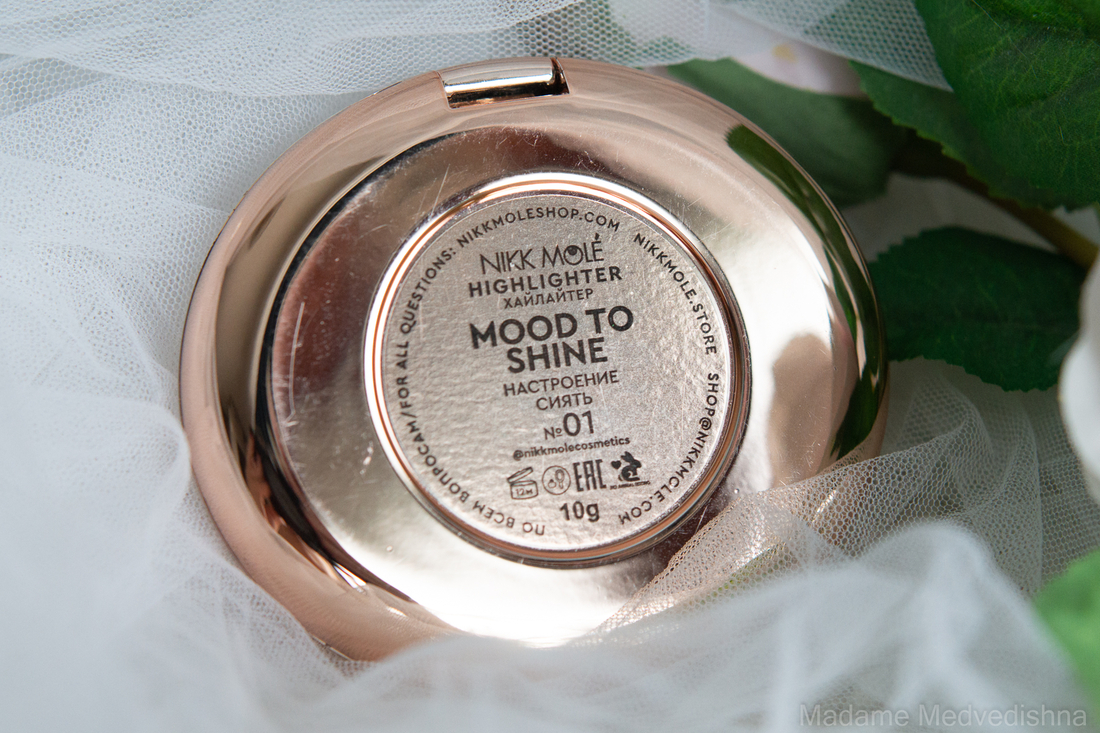 ПО ВСЕМ ВОПРОСАМ/FOR ALL QUESTIONS: NIKKMOLESHOP.COM NIKKMOLE.STORE SHOP@NIKKMOLE.COM
NIKK MOLÉ
HIGHLIGHTER
ХАЙЛАЙТЕР
MOOD TO
SHINE
НАСТРОЕНИЕ
СИЯТЬ
№01
@nikkmolecosmetics
12M EAC
10g
Madame Medvedishna